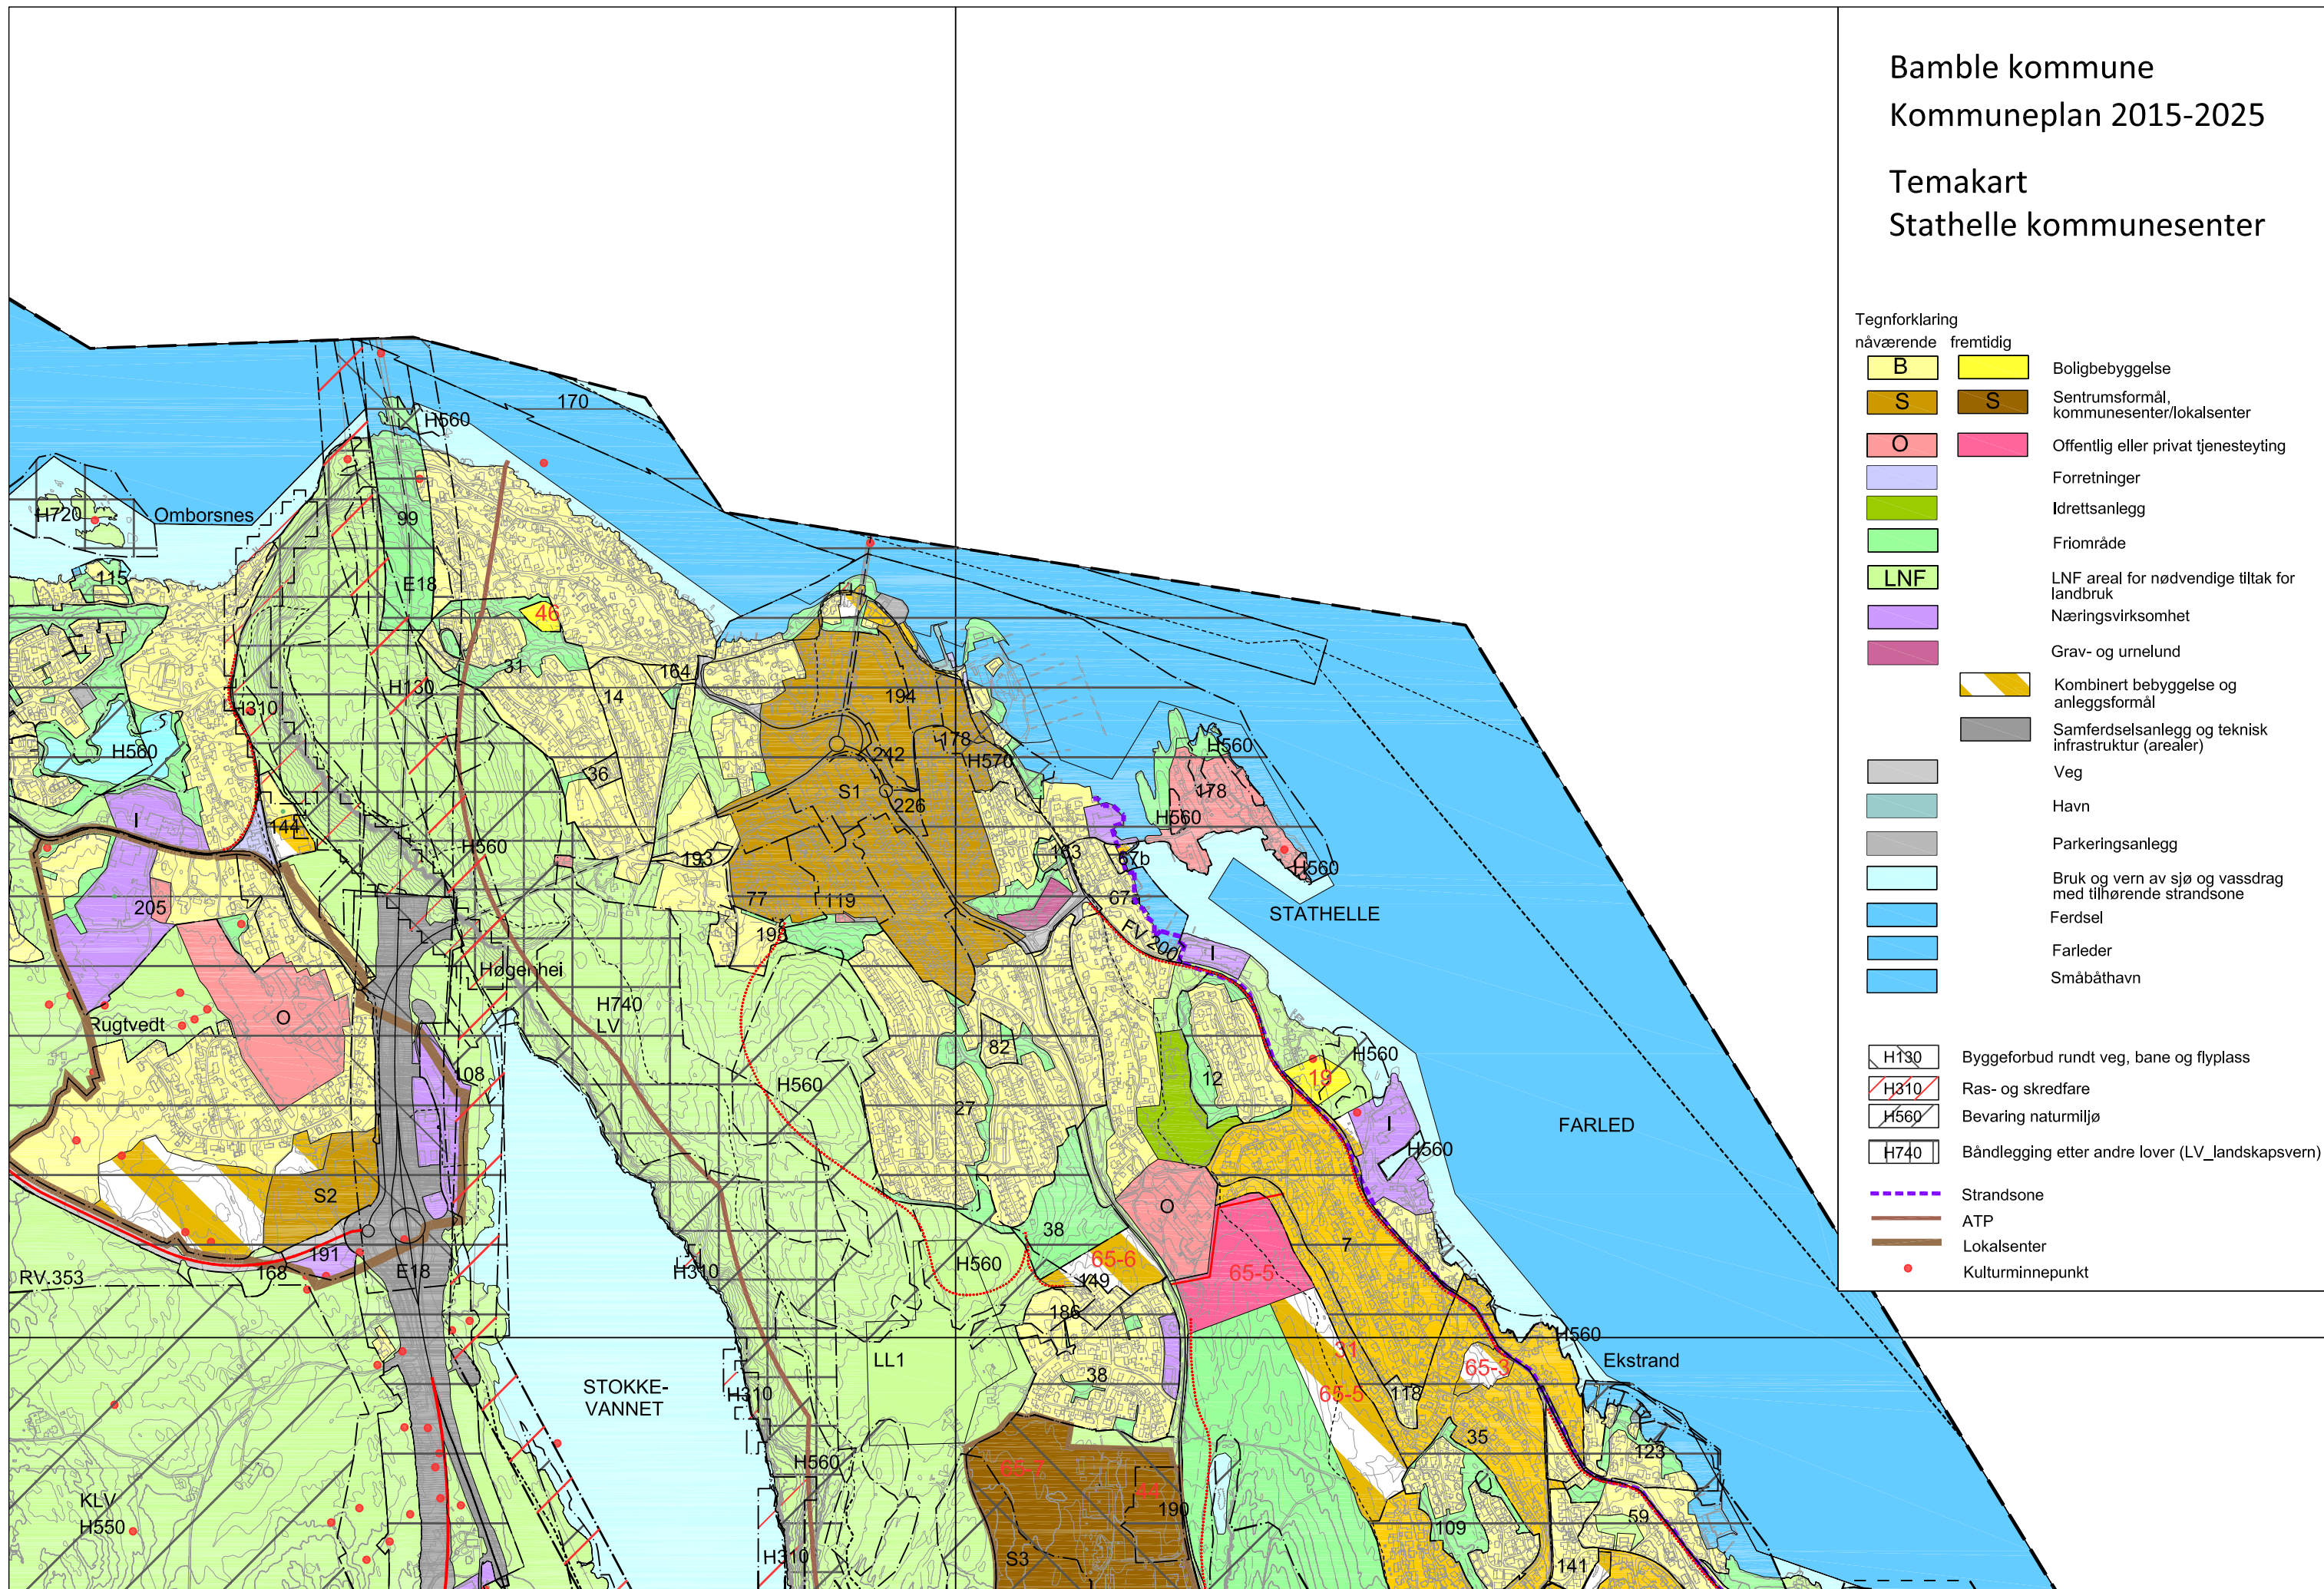 Bamble kommune
Kommuneplan 2015-2025
Temakart
Stathelle kommunesenter
Tegnforklaring
nåværende fremtidig
B Boligbebyggelse
S S Sentrumsformål,
kommunesenter/lokalsenter
O Offentlig eller privat tjenesteyting
Forretninger
Idrettsanlegg
Friområde
LNF LNF areal for nødvendige tiltak for
landbruk
Næringsvirksomhet
Grav- og urnelund
Kombinert bebyggelse og
anleggsformål
Samferdselsanlegg og teknisk
infrastruktur (arealer)
Veg
Havn
Parkeringsanlegg
Bruk og vern av sjø og vassdrag
med tilhørende strandsone
Ferdsel
Farleder
Småbåthavn
H130 Byggeforbud rundt veg, bane og flyplass
H310 Ras- og skredfare
H560 Bevaring naturmiljø
H740 Båndlegging etter andre lover (LV_landskapsvern)
Strandsone
ATP
Lokalsenter
Kulturminnepunkt
170
H560
H720
Omborsnes
99
115
E18
46
31
164
14
194
H130
H310
H560
178
242
H570
H560
36
S1
226
178
H560
144
I
H560
193
163
67b
H560
77
119
67a
205
193
STATHELLE
FV 200
I
Høgenhei
H740
LV
O
Rugtvedt
82
H560
108
H560
19
12
27
I
H560
FARLED
S2
O
38
7
191
168
E18
RV.353
H310
H560
65-6
149
65-5
186
H560
Ekstrand
LL1
31
65-3
38
65-5
118
STOKKE-
VANNET
H310
35
123
H560
65-7
44
190
KLV
H550
109
59
S3
H310
141